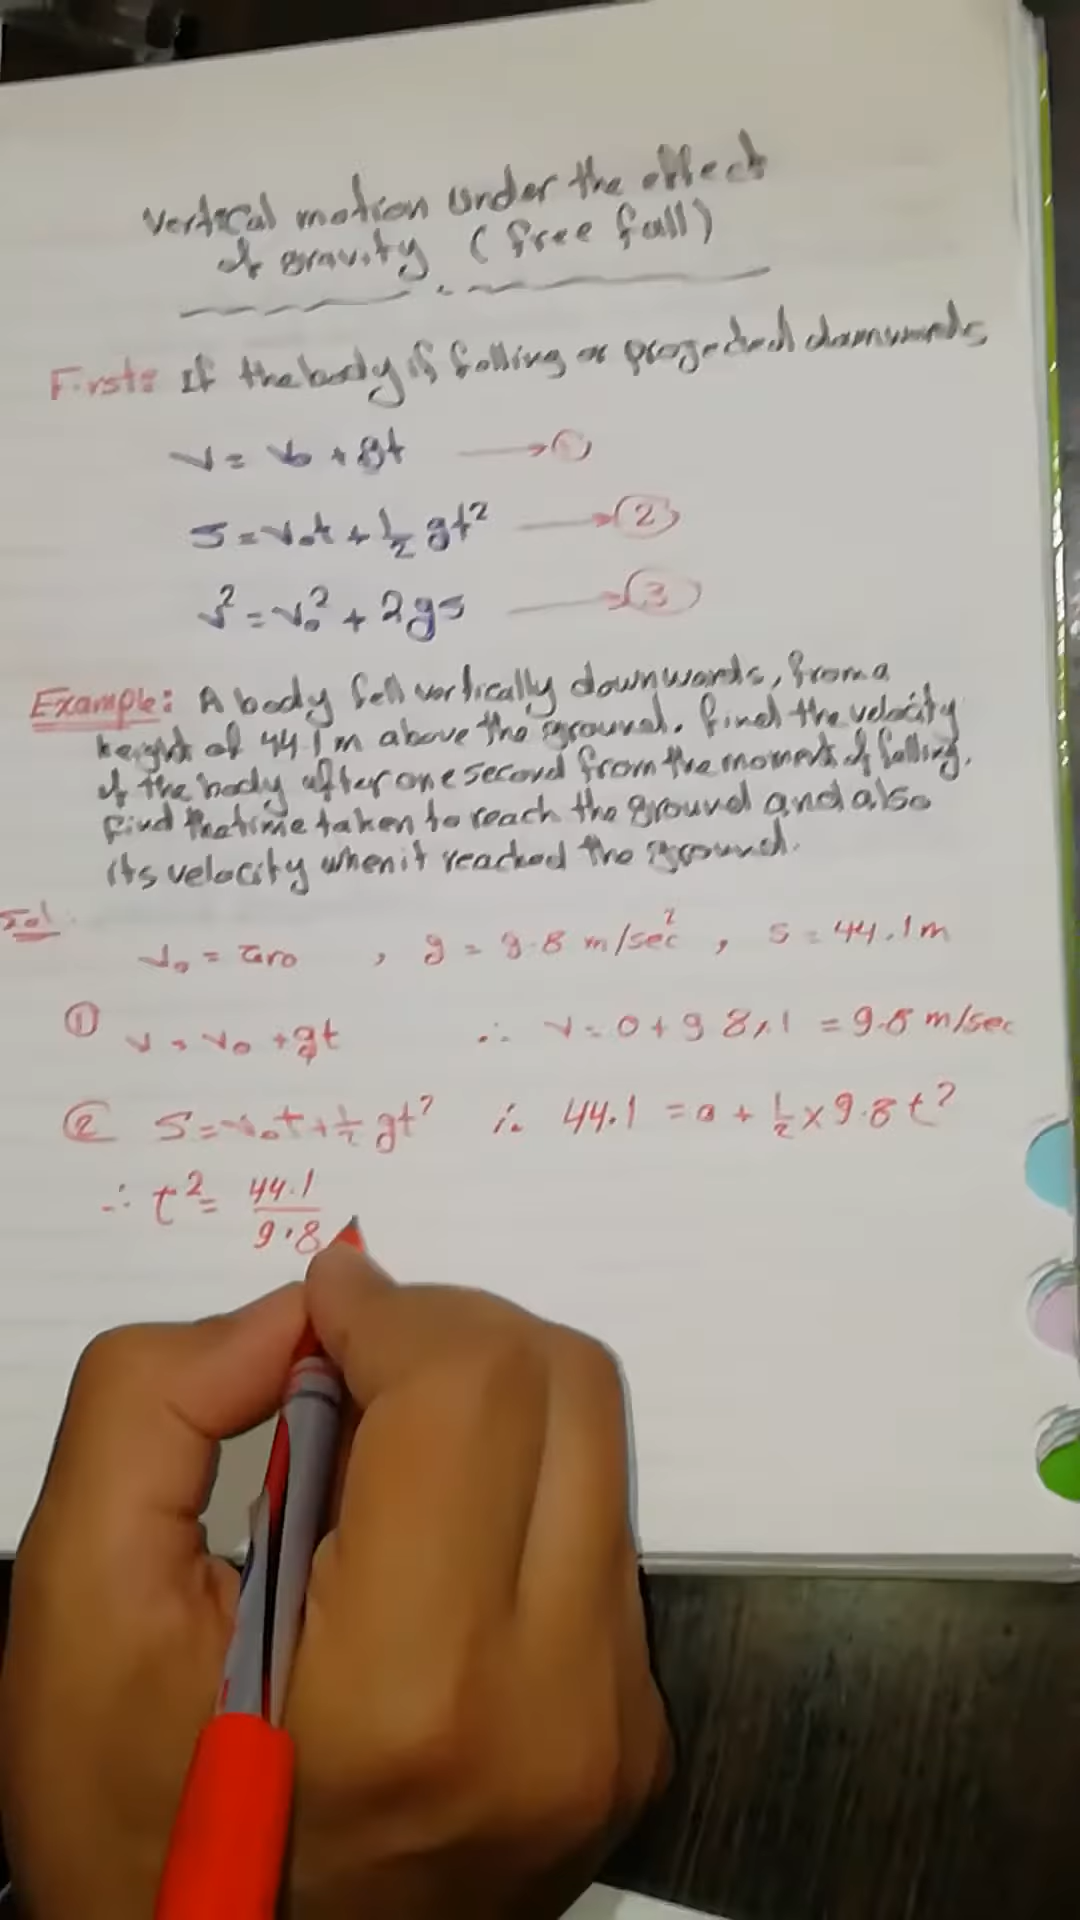 Vertical motion under the effect
of gravity (free fall)
First: If the body is falling or projected downwards
v = v₀ + gt → ①
s = v₀t + ½ gt² → ②
v² = v₀² + 2gs → ③
Example: A body fell vertically downwards, from a
height of 44.1m above the ground. find the velocity
of the body after one second from the moment of falling.
find the time taken to reach the ground and also
its velocity when it reached the ground.
Sol.
v₀ = zero , g = 9.8 m/sec² , s = 44.1m
① v = v₀ + gt ∴ v = 0 + 9.8 × 1 = 9.8 m/sec
② s = v₀t + ½ gt² ∴ 44.1 = 0 + ½ × 9.8 t²
∴ t² = 44.1 / 9.8